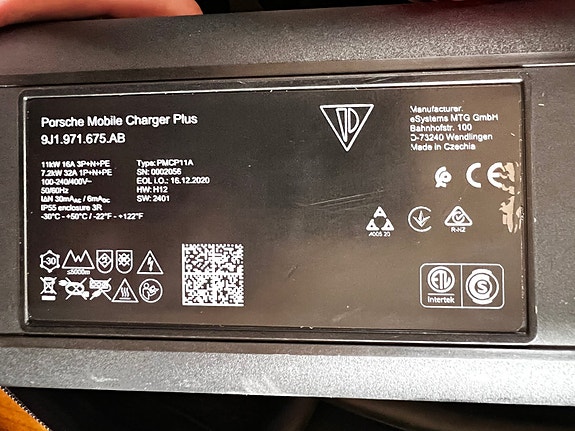 Porsche Mobile Charger Plus
9J1.971.675.AB
11kW 16A 3P+N+PE
7.2kW 32A 1P+N+PE
100-240/400V~
50/60Hz
IΔN 30mAAC / 6mADC
IP55 enclosure 3R
-30°C - +50°C / -22°F - +122°F
Type: PMCP11A
SN: 0002056
EOL i.O.: 16.12.2020
HW: H12
SW: 2401
Manufacturer:
eSystems MTG GmbH
Bahnhofstr. 100
D-73240 Wendlingen
Made in Czechia
CE
R-NZ
-30
≤5000m
ETL
Intertek
S